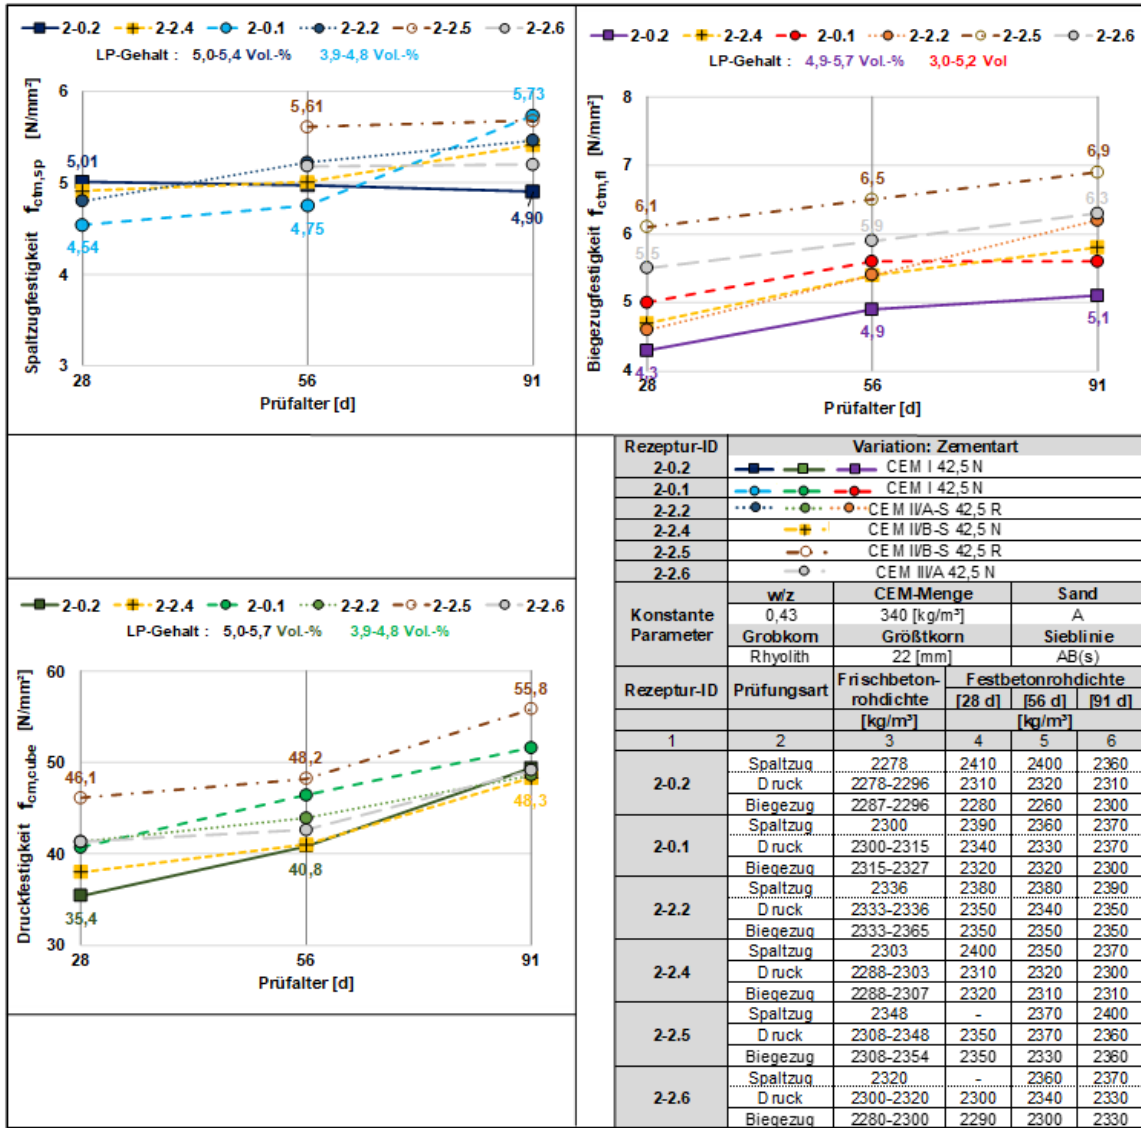 2-0.2 2-2.4 2-0.1 2-2.2 2-2.5 2-2.6
LP-Gehalt : 5,0-5,4 Vol.-% 3,9-4,8 Vol.-%
Spaltzugfestigkeit fctm,sp [N/mm²]
6
5
4
3
5,01
4,54
4,75
5,61
5,73
4,90
28 56 91
Prüfalter [d]
2-0.2 2-2.4 2-0.1 2-2.2 2-2.5 2-2.6
LP-Gehalt : 4,9-5,7 Vol.-% 3,0-5,2 Vol
Biegezugfestigkeit fctm,fl [N/mm²]
8
7
6
5
4
6,1
6,5
6,9
5,5
5,9
6,3
4,3
4,9
5,1
28 56 91
Prüfalter [d]
2-0.2 2-2.4 2-0.1 2-2.2 2-2.5 2-2.6
LP-Gehalt : 5,0-5,7 Vol.-% 3,9-4,8 Vol.-%
Druckfestigkeit fcm,cube [N/mm²]
60
50
40
30
46,1
48,2
55,8
35,4
40,8
48,3
28 56 91
Prüfalter [d]
Rezeptur-ID Variation: Zementart
2-0.2 CEM I 42,5 N
2-0.1 CEM I 42,5 N
2-2.2 CEM II/A-S 42,5 R
2-2.4 CEM II/B-S 42,5 N
2-2.5 CEM II/B-S 42,5 R
2-2.6 CEM III/A 42,5 N
Konstante Parameter
w/z CEM-Menge Sand
0,43 340 [kg/m³] A
Grobkorn Größtkorn Sieblinie
Rhyolith 22 [mm] AB(s)
Rezeptur-ID Prüfungsart Frischbeton-rohdichte Festbetonrohdichte
[28 d] [56 d] [91 d]
[kg/m³] [kg/m³]
1 2 3 4 5 6
2-0.2
Spaltzug 2278 2410 2400 2360
Druck 2278-2296 2310 2320 2310
Biegezug 2287-2296 2280 2260 2300
2-0.1
Spaltzug 2300 2390 2360 2370
Druck 2300-2315 2340 2330 2370
Biegezug 2315-2327 2320 2320 2300
2-2.2
Spaltzug 2336 2380 2380 2390
Druck 2333-2336 2350 2340 2350
Biegezug 2333-2365 2350 2350 2350
2-2.4
Spaltzug 2303 2400 2350 2370
Druck 2288-2303 2310 2320 2300
Biegezug 2288-2307 2320 2310 2310
2-2.5
Spaltzug 2348 - 2370 2400
Druck 2308-2348 2350 2370 2360
Biegezug 2308-2354 2350 2330 2360
2-2.6
Spaltzug 2320 - 2360 2370
Druck 2300-2320 2300 2340 2330
Biegezug 2280-2300 2290 2300 2330